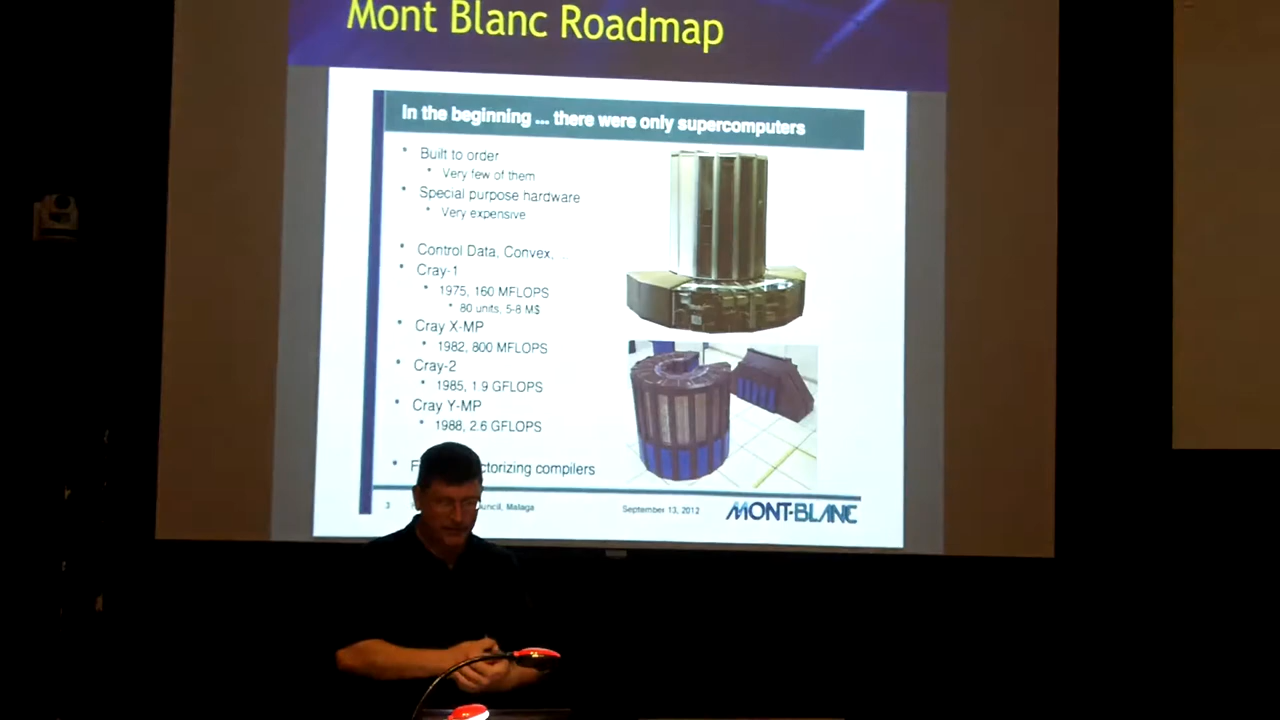 Mont Blanc Roadmap
In the beginning ... there were only supercomputers
Built to order
Very few of them
Special purpose hardware
Very expensive
Control Data, Convex, ...
Cray-1
1975, 160 MFLOPS
80 units, 5-8 M$
Cray X-MP
1982, 800 MFLOPS
Cray-2
1985, 1.9 GFLOPS
Cray Y-MP
1988, 2.6 GFLOPS
compilers
3
Malaga
September 13, 2012
MONT-BLANC